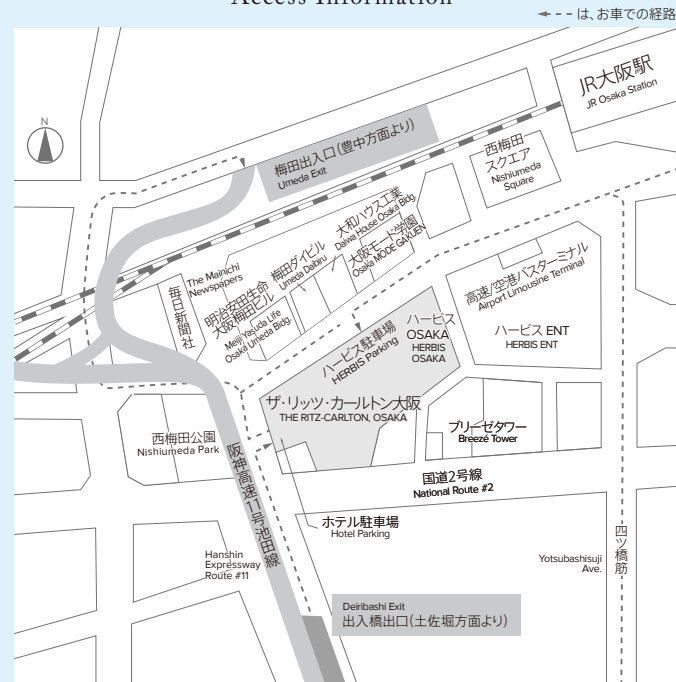 Access Information
は、お車での経路
N
JR大阪駅
JR Osaka Station
梅田出入口(豊中方面より)
Umeda Exit
西梅田
スクエア
Nishiumeda
Square
大和ハウス工業
Daiwa House Osaka Bldg.
大阪モード学園
Osaka MODE GAKUEN
梅田ダイビル
Umeda Daibiru
The Mainichi
Newspapers
毎日新聞社
明治安田生命
大阪梅田ビル
Meiji Yasuda Life
Osaka Umeda Bldg.
高速/空港バスターミナル
Airport Limousine Terminal
ハービス ENT
HERBIS ENT
ハービス
OSAKA
HERBIS
OSAKA
ハービス駐車場
HERBIS Parking
ザ・リッツ・カールトン大阪
THE RITZ-CARLTON, OSAKA
ブリーゼタワー
Breezé Tower
西梅田公園
Nishiumeda Park
国道2号線
National Route #2
阪神高速11号池田線
ホテル駐車場
Hotel Parking
Hanshin
Expressway
Route #11
四ツ橋筋
Yotsubashisuji
Ave.
Deiribashi Exit
出入橋出口(土佐堀方面より)